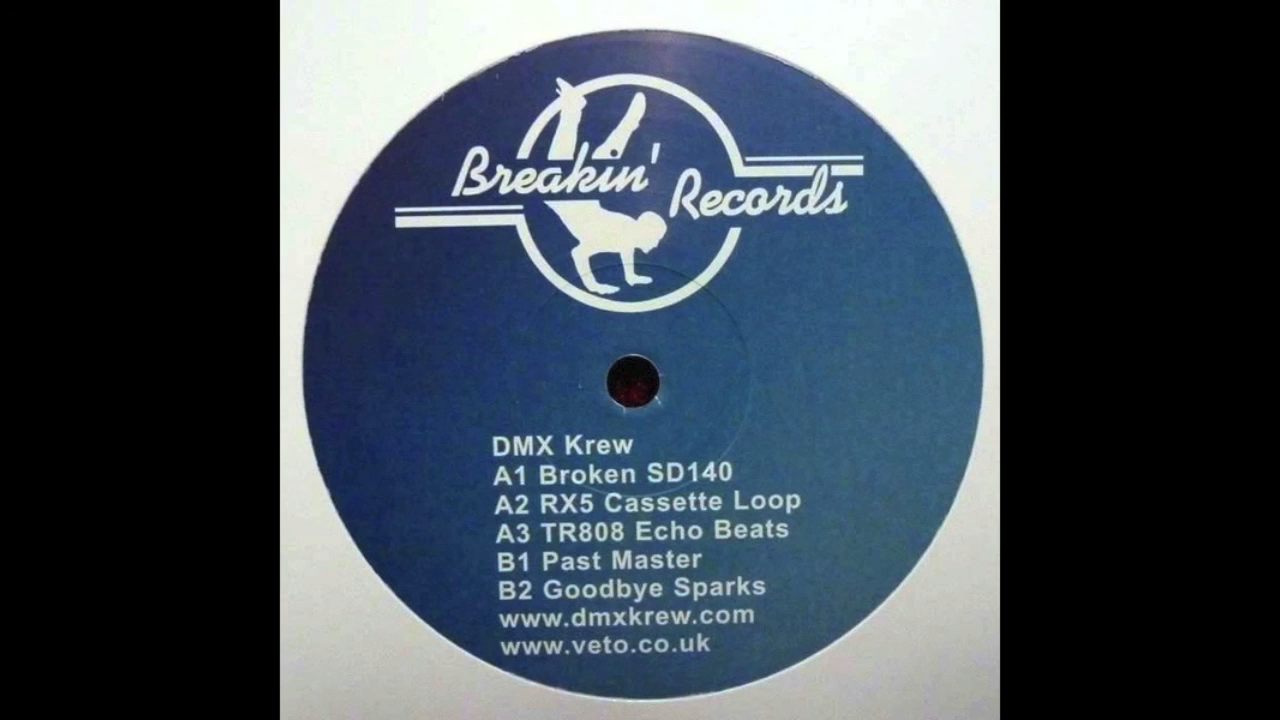 Breakin' Records
DMX Krew
A1 Broken SD140
A2 RX5 Cassette Loop
A3 TR808 Echo Beats
B1 Past Master
B2 Goodbye Sparks
www.dmxkrew.com
www.veto.co.uk